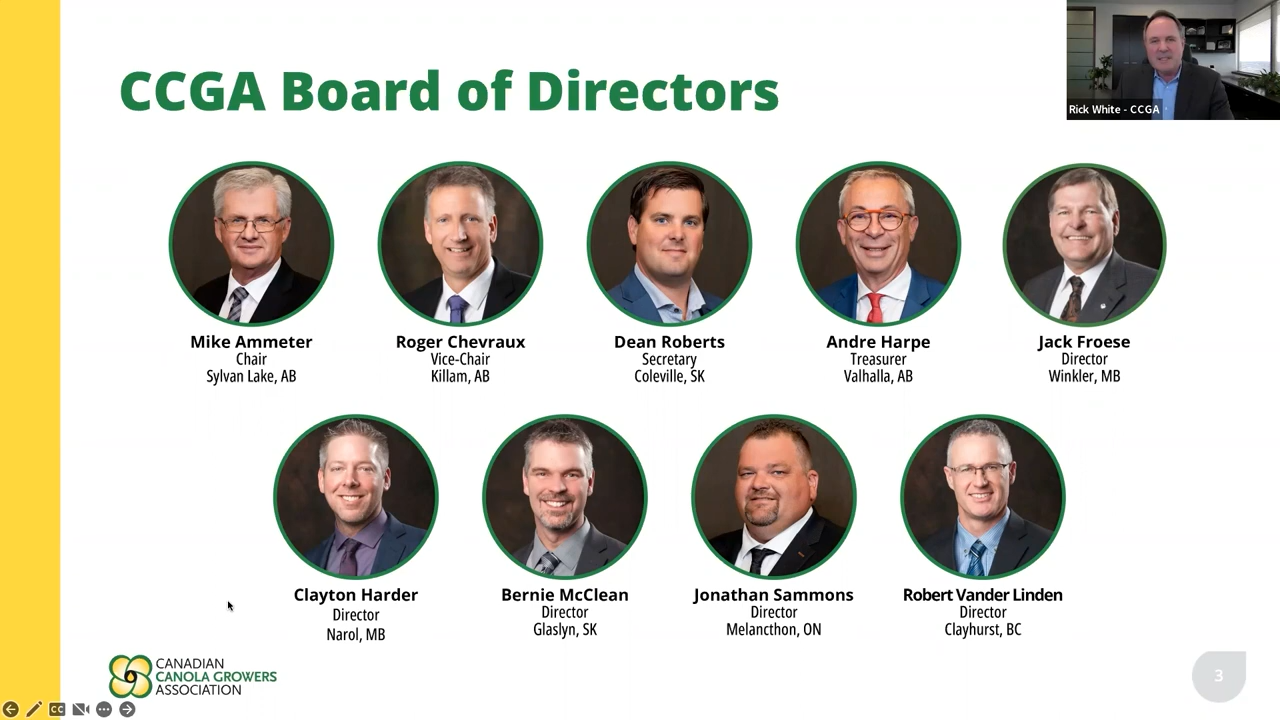 CCGA Board of Directors
Rick White - CCGA
Mike Ammeter
Chair
Sylvan Lake, AB
Roger Chevraux
Vice-Chair
Killam, AB
Dean Roberts
Secretary
Coleville, SK
Andre Harpe
Treasurer
Valhalla, AB
Jack Froese
Director
Winkler, MB
Clayton Harder
Director
Narol, MB
Bernie McClean
Director
Glaslyn, SK
Jonathan Sammons
Director
Melancthon, ON
Robert Vander Linden
Director
Clayhurst, BC
CANADIAN
CANOLA GROWERS
ASSOCIATION
3
CC